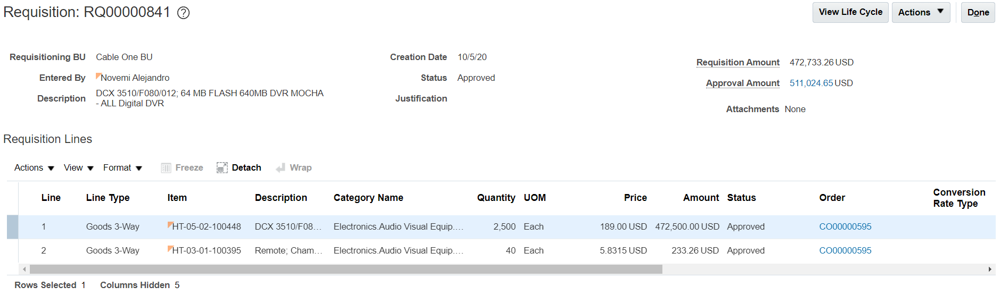 Requisition: RQ00000841 ?
View Life Cycle Actions Done
Requisitioning BU Cable One BU Creation Date 10/5/20
Requisition Amount 472,733.26 USD
Entered By Novemi Alejandro Status Approved
Approval Amount 511,024.65 USD
Description DCX 3510/F080/012; 64 MB FLASH 640MB DVR MOCHA
- ALL Digital DVR
Justification
Attachments None
Requisition Lines
Actions View Format Freeze Detach Wrap
Line Line Type Item Description Category Name Quantity UOM Price Amount Status Order Conversion
Rate Type
1 Goods 3-Way HT-05-02-100448 DCX 3510/F08... Electronics.Audio Visual Equip.... 2,500 Each 189.00 USD 472,500.00 USD Approved CO00000595
2 Goods 3-Way HT-03-01-100395 Remote; Cham... Electronics.Audio Visual Equip.... 40 Each 5.8315 USD 233.26 USD Approved CO00000595
Rows Selected 1 Columns Hidden 5